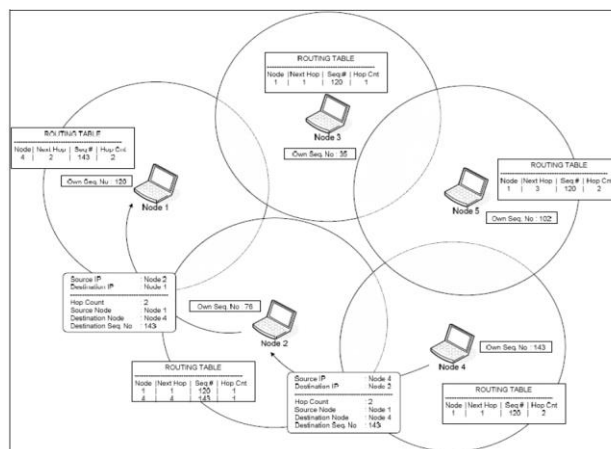 ROUTING TABLE
Node |Next Hop | Seq # | Hop Cnt
1 | 1 | 120 | 1
Node 3
Own Seq. No : 35
ROUTING TABLE
Node | Next Hop | Seq # | Hop Cnt
4 | 2 | 143 | 2
Own Seq. No : 120
Node 1
ROUTING TABLE
Node |Next Hop | Seq # | Hop Cnt
1 | 3 | 120 | 2
Node 5
Own Seq. No : 102
Source IP : Node 2
Destination IP : Node 1
Hop Count : 2
Source Node : Node 1
Destination Node : Node 4
Destination Seq. No : 143
Own Seq. No : 76
Node 2
Own Seq. No : 143
Node 4
ROUTING TABLE
Node | Next Hop | Seq # | Hop Cnt
1 | 1 | 120 | 1
4 | 4 | 143 | 1
Source IP : Node 4
Destination IP : Node 2
Hop Count : 2
Source Node : Node 1
Destination Node : Node 4
Destination Seq. No : 143
ROUTING TABLE
Node | Next Hop | Seq # | Hop Cnt
1 | 1 | 120 | 2